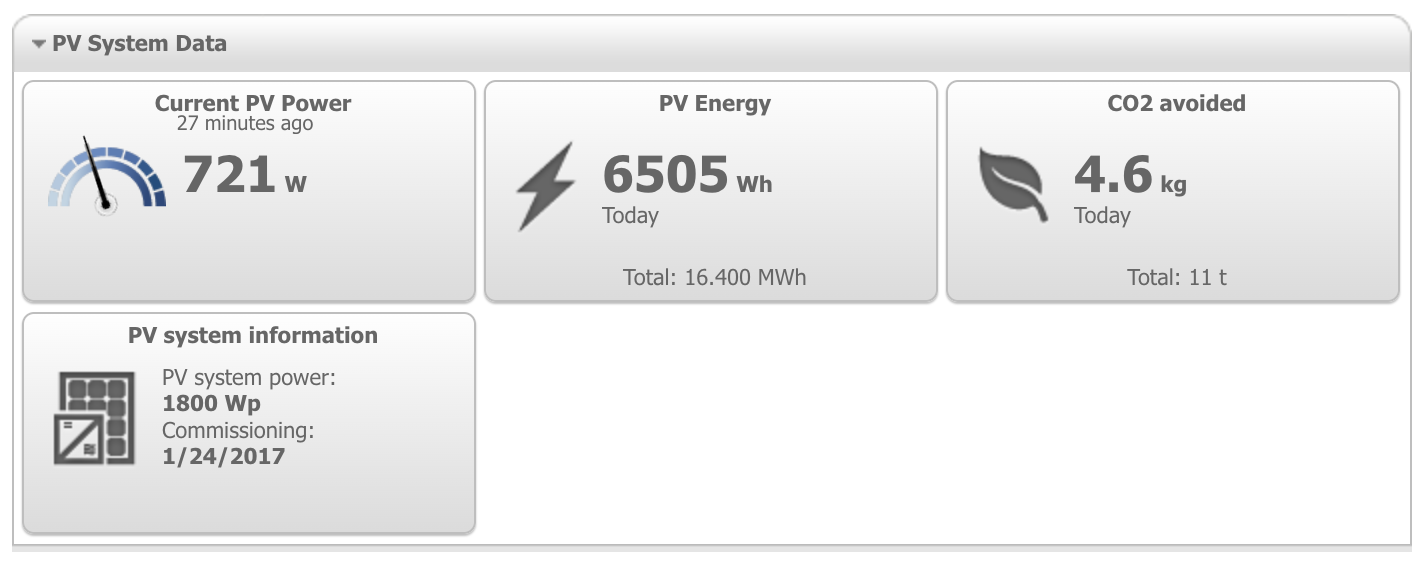 PV System Data
Current PV Power
27 minutes ago
721 W
PV Energy
6505 Wh
Today
Total: 16.400 MWh
CO2 avoided
4.6 kg
Today
Total: 11 t
PV system information
PV system power:
1800 Wp
Commissioning:
1/24/2017